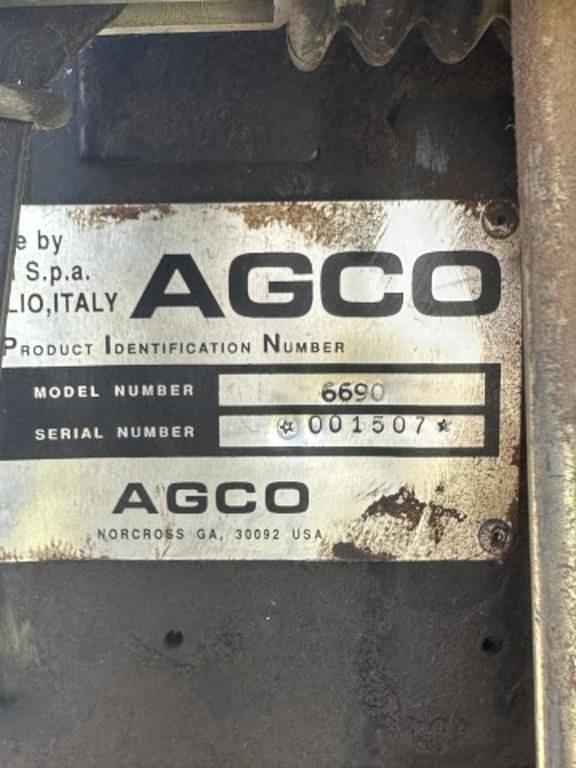 e by
S.p.a.
LIO,ITALY
AGCO
PRODUCT IDENTIFICATION NUMBER
MODEL NUMBER 6690
SERIAL NUMBER ☆001507★
AGCO
NORCROSS GA, 30092 USA